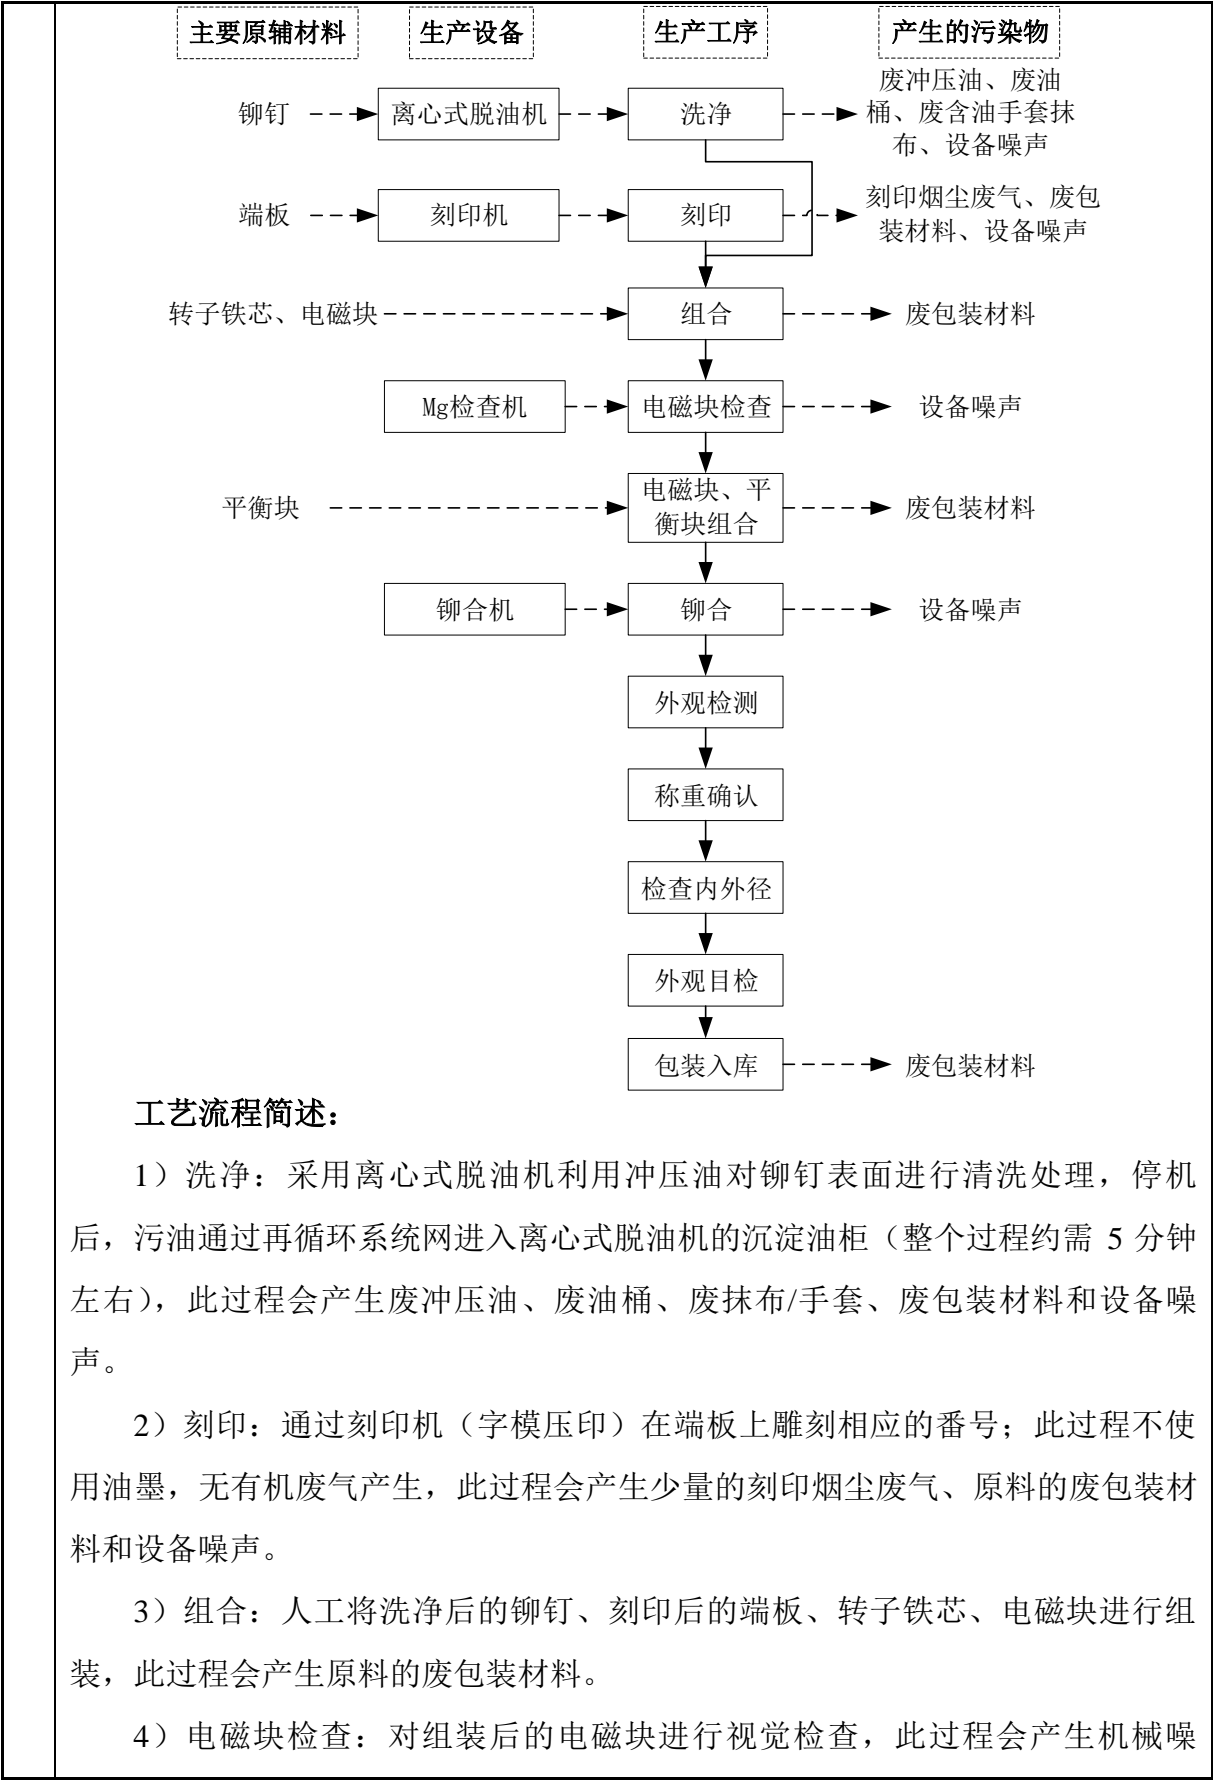 主要原辅材料 生产设备 生产工序 产生的污染物
铆钉 离心式脱油机 洗净 废冲压油、废油
桶、废含油手套抹
布、设备噪声
端板 刻印机 刻印 刻印烟尘废气、废包
装材料、设备噪声
转子铁芯、电磁块 组合 废包装材料
Mg检查机 电磁块检查 设备噪声
平衡块 电磁块、平
衡块组合 废包装材料
铆合机 铆合 设备噪声
外观检测
称重确认
检查内外径
外观目检
包装入库 废包装材料
工艺流程简述：
1）洗净：采用离心式脱油机利用冲压油对铆钉表面进行清洗处理，停机
后，污油通过再循环系统网进入离心式脱油机的沉淀油柜（整个过程约需 5 分钟
左右），此过程会产生废冲压油、废油桶、废抹布/手套、废包装材料和设备噪
声。
2）刻印：通过刻印机（字模压印）在端板上雕刻相应的番号；此过程不使
用油墨，无有机废气产生，此过程会产生少量的刻印烟尘废气、原料的废包装材
料和设备噪声。
3）组合：人工将洗净后的铆钉、刻印后的端板、转子铁芯、电磁块进行组
装，此过程会产生原料的废包装材料。
4）电磁块检查：对组装后的电磁块进行视觉检查，此过程会产生机械噪